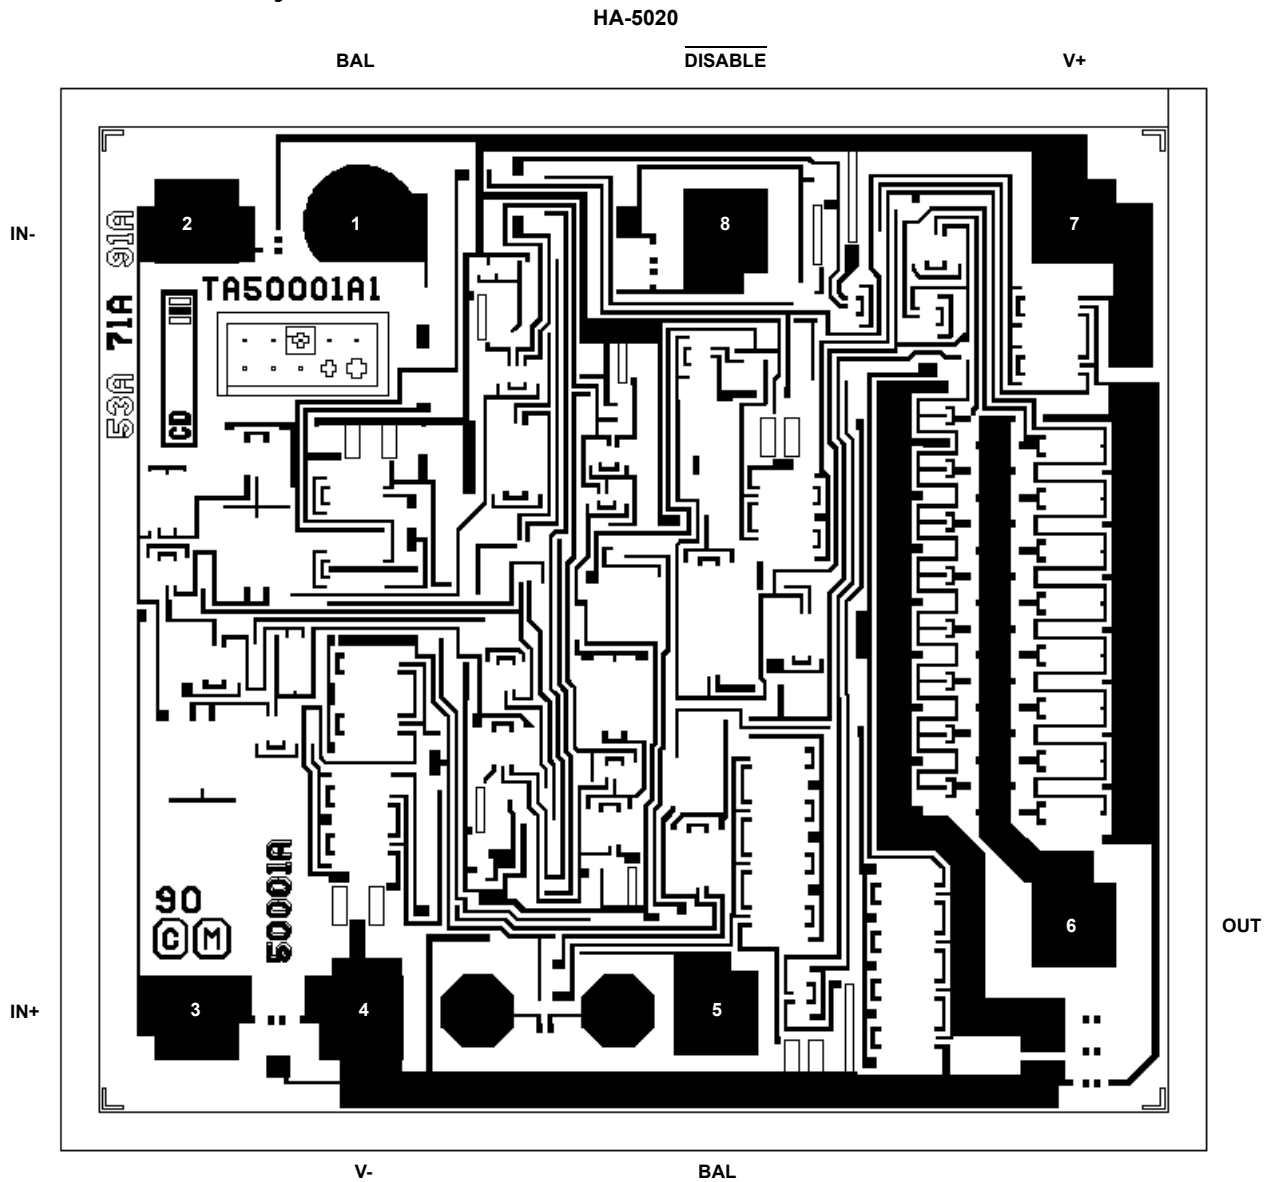 HA-5020
BAL
DISABLE
V+
IN-
2
1
8
7
91A
TA50001A1
71A
53A
CD
90
C M
50001A
6
OUT
IN+
3
4
5
V-
BAL